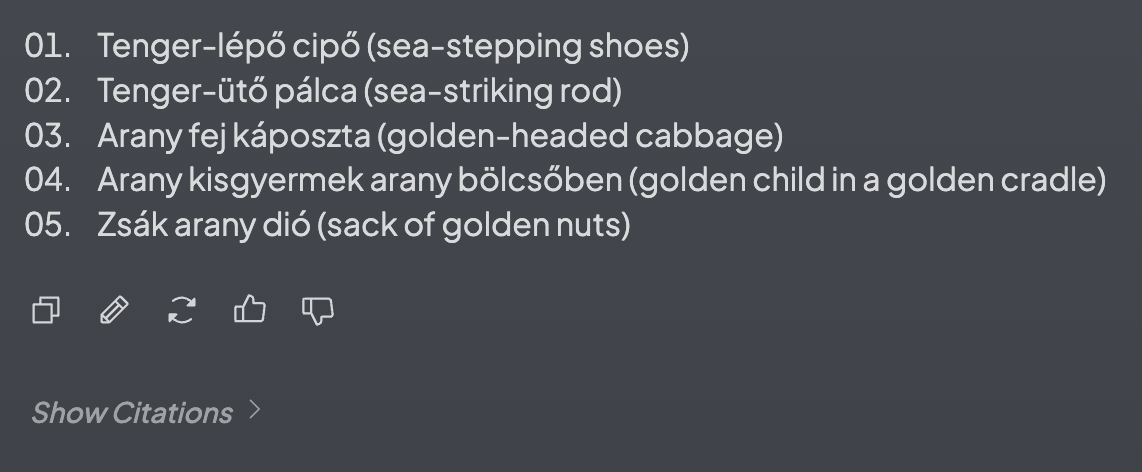 01. Tenger-lépő cipő (sea-stepping shoes)
02. Tenger-ütő pálca (sea-striking rod)
03. Arany fej káposzta (golden-headed cabbage)
04. Arany kisgyermek arany bölcsőben (golden child in a golden cradle)
05. Zsák arany dió (sack of golden nuts)
Show Citations